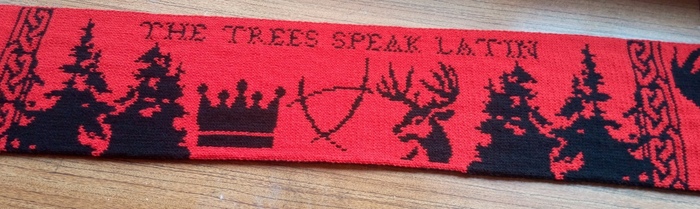 THE TREES SPEAK LATIN